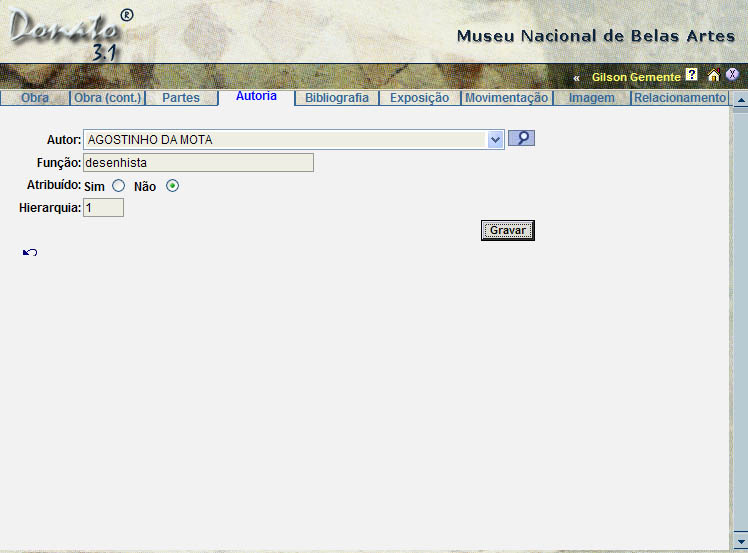 Donato®
3.1
Museu Nacional de Belas Artes
« Gilson Gemente ? X
Obra Obra (cont.) Partes Autoria Bibliografia Exposição Movimentação Imagem Relacionamento
Autor: AGOSTINHO DA MOTA
Função: desenhista
Atribuído: Sim Não
Hierarquia: 1
Gravar